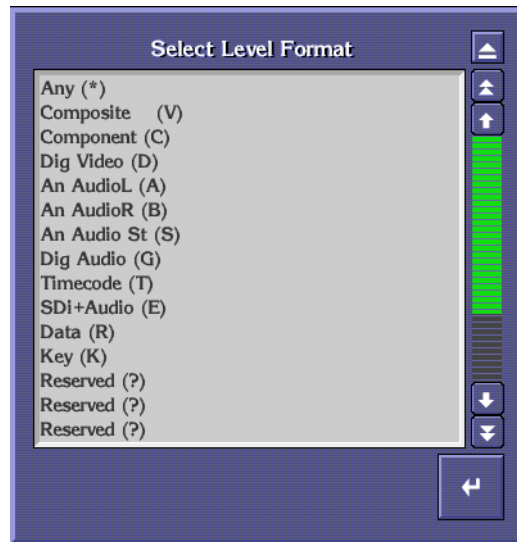 Select Level Format
Any (*)
Composite (V)
Component (C)
Dig Video (D)
An AudioL (A)
An AudioR (B)
An Audio St (S)
Dig Audio (G)
Timecode (T)
SDi+Audio (E)
Data (R)
Key (K)
Reserved (?)
Reserved (?)
Reserved (?)